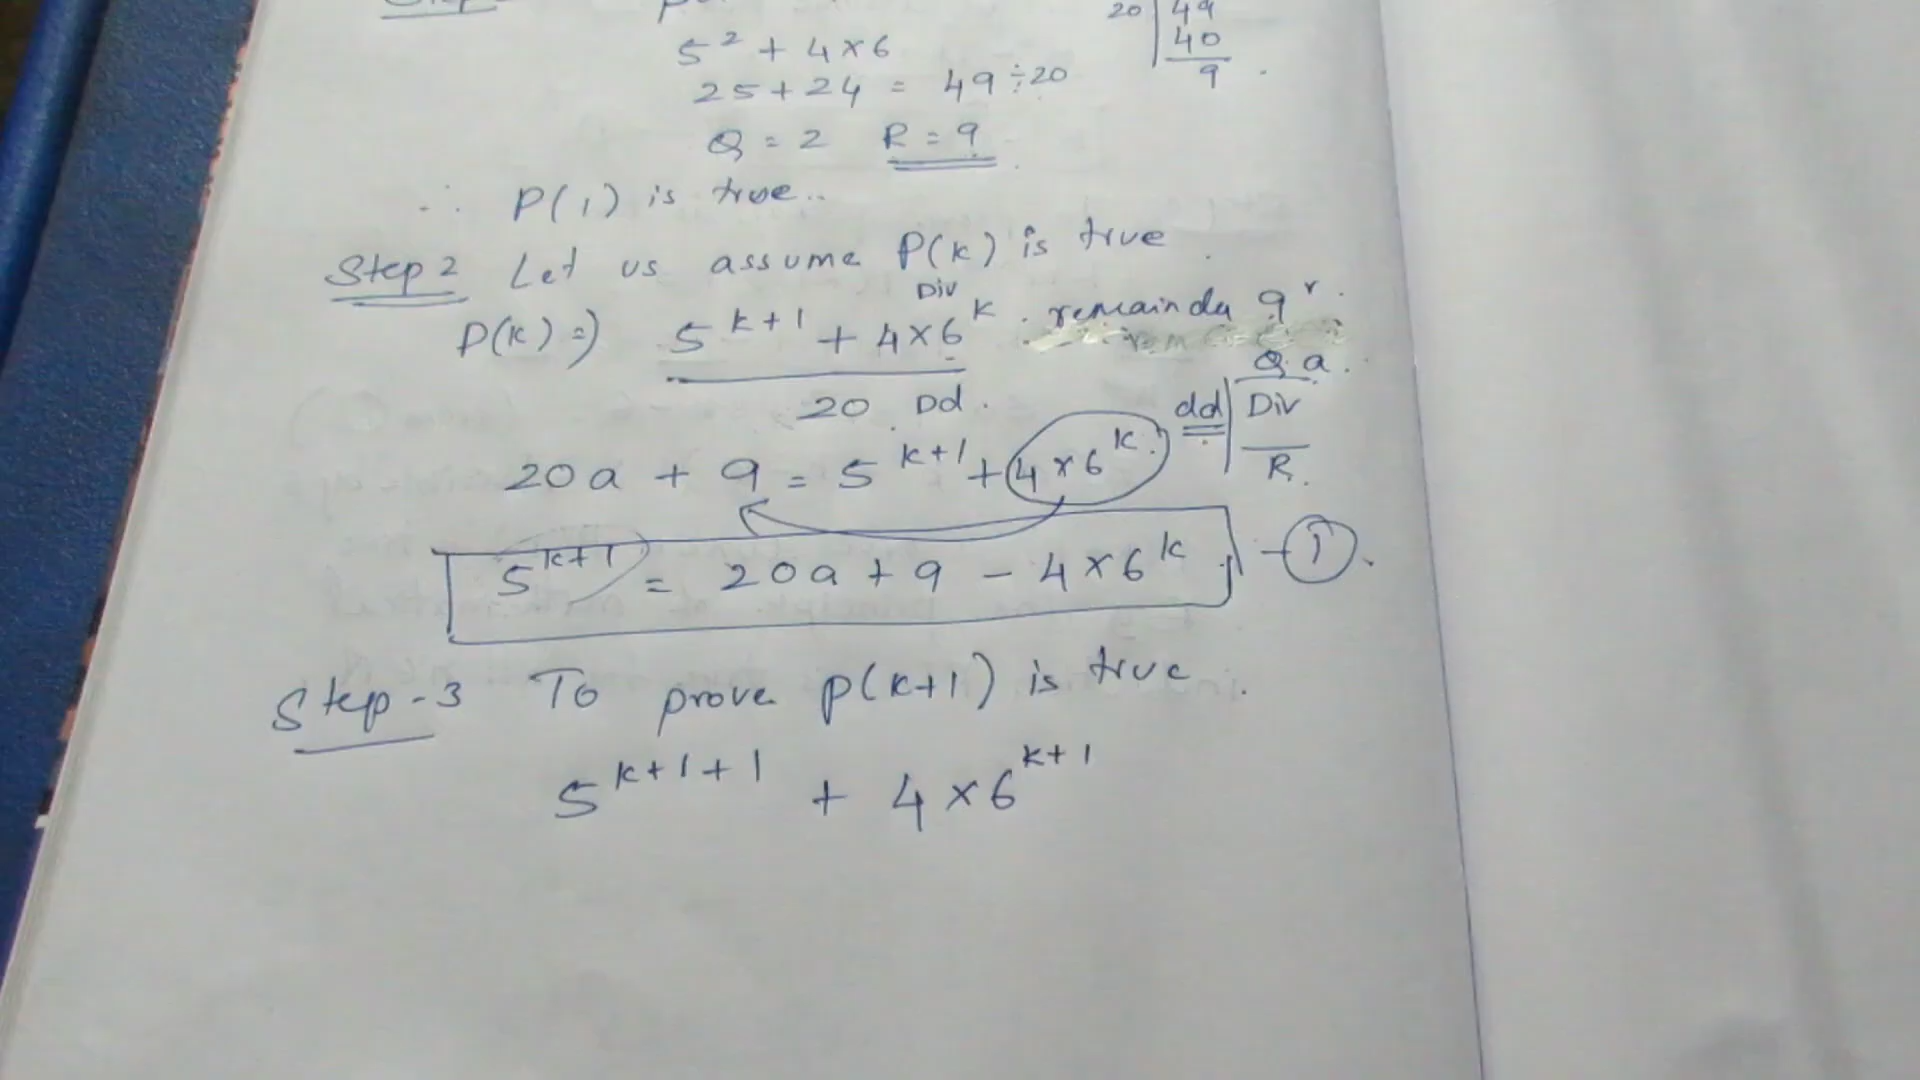 20 | 49
5² + 4×6
40
25+24 = 49÷20
9
Q = 2 R = 9
∴ P(1) is true..
Step 2 Let us assume P(k) is true
Div
P(k) =) 5^(k+1) + 4×6^k . remainder 9 r.
20 Dd.
Q a.
dd | Div
R.
20a + 9 = 5^(k+1) + 4×6^k.
5^(k+1) = 20a + 9 - 4×6^k - ①.
Step-3 To prove p(k+1) is true.
5^(k+1+1) + 4×6^(k+1)